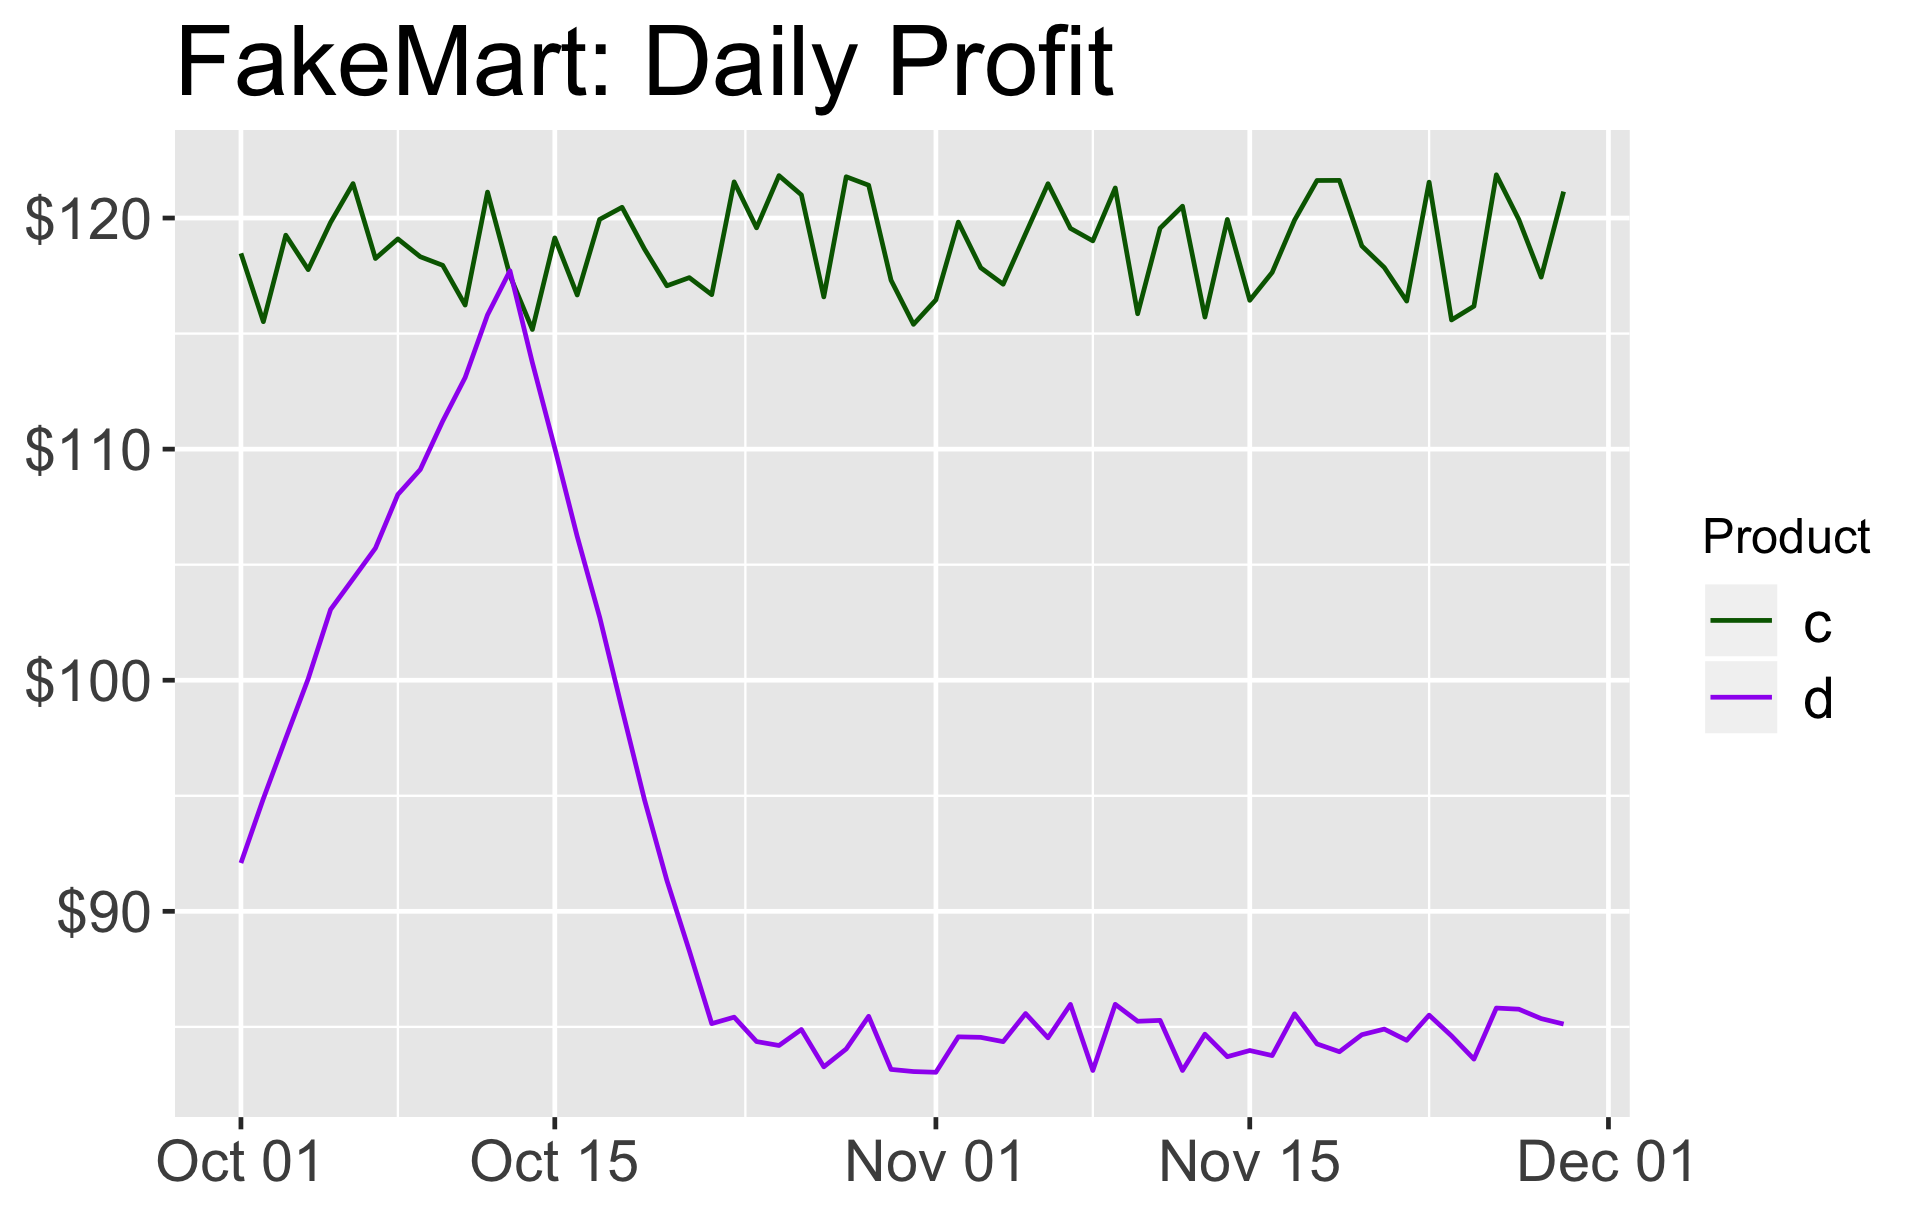 FakeMart: Daily Profit
$120
$110
$100
$90
Oct 01
Oct 15
Nov 01
Nov 15
Dec 01
Product
c
d